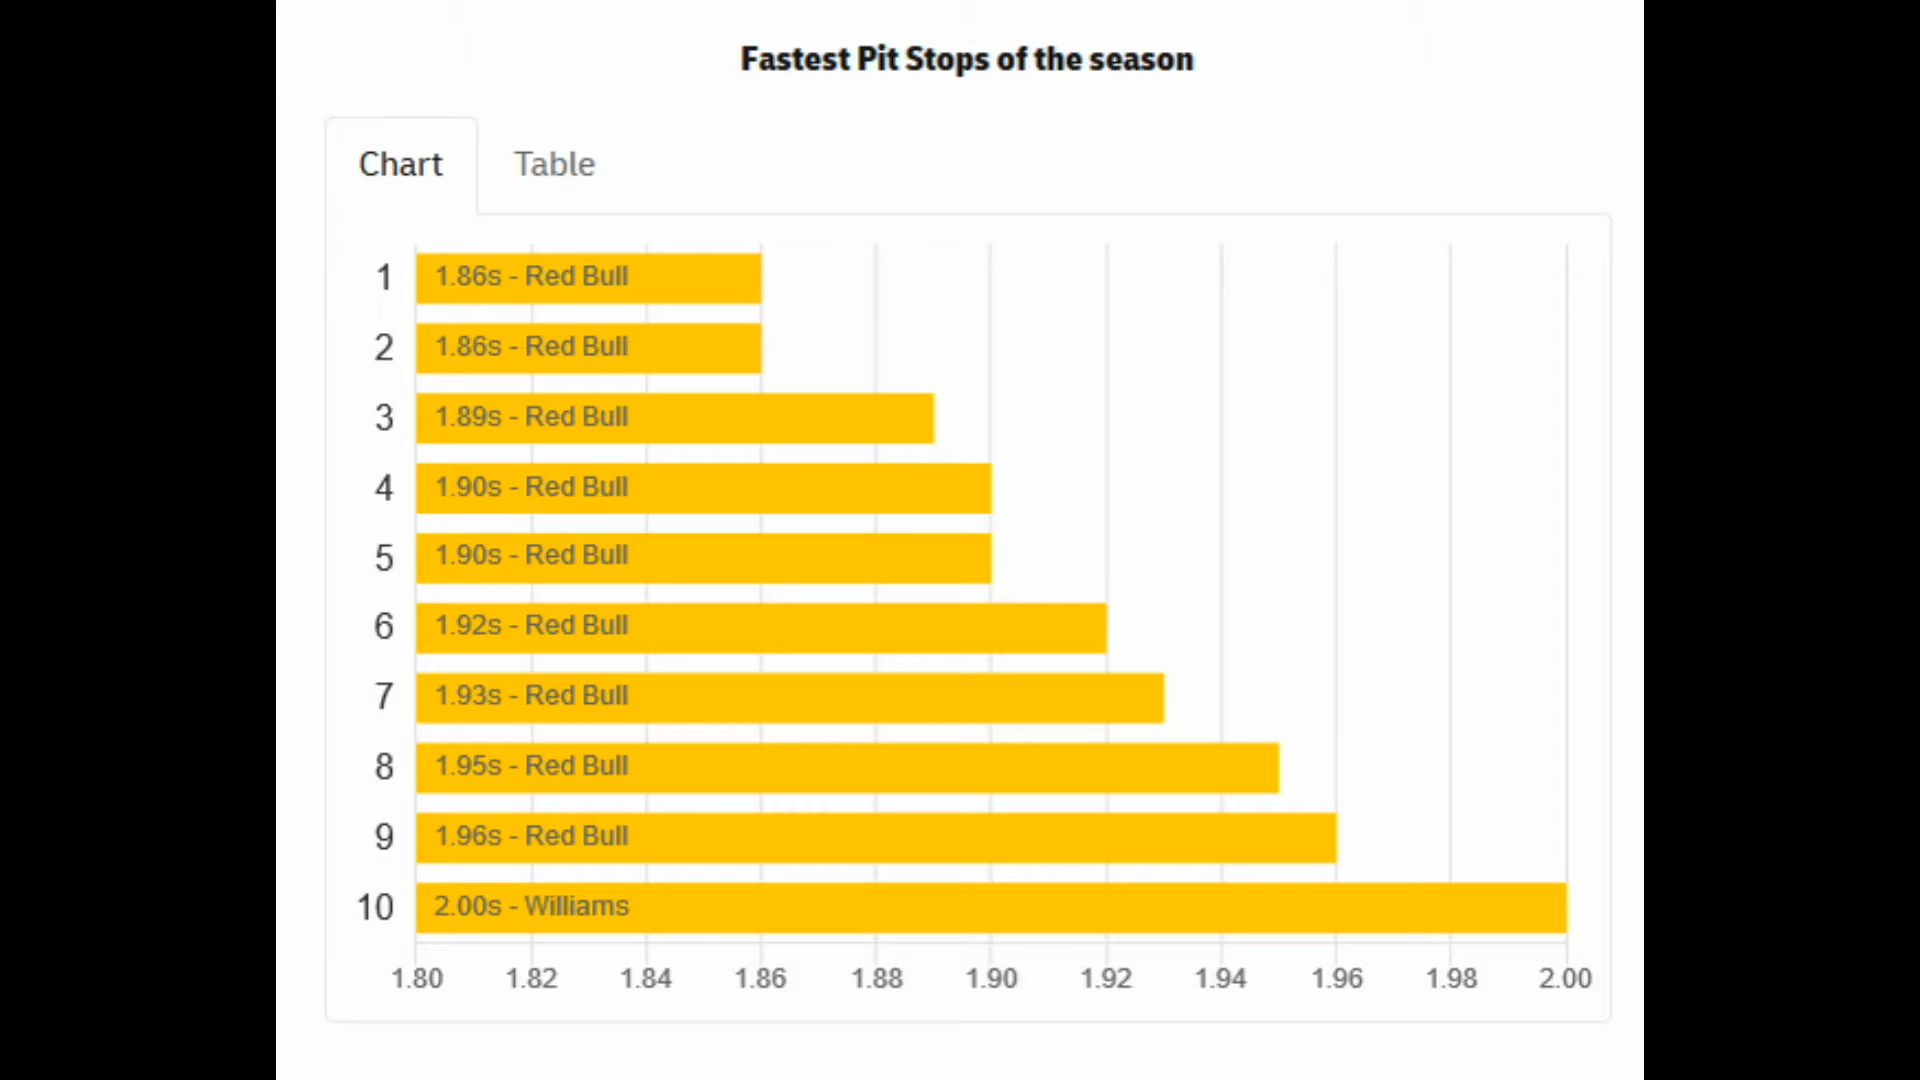 Fastest Pit Stops of the season
Chart Table
1 1.86s - Red Bull
2 1.86s - Red Bull
3 1.89s - Red Bull
4 1.90s - Red Bull
5 1.90s - Red Bull
6 1.92s - Red Bull
7 1.93s - Red Bull
8 1.95s - Red Bull
9 1.96s - Red Bull
10 2.00s - Williams
1.80 1.82 1.84 1.86 1.88 1.90 1.92 1.94 1.96 1.98 2.00